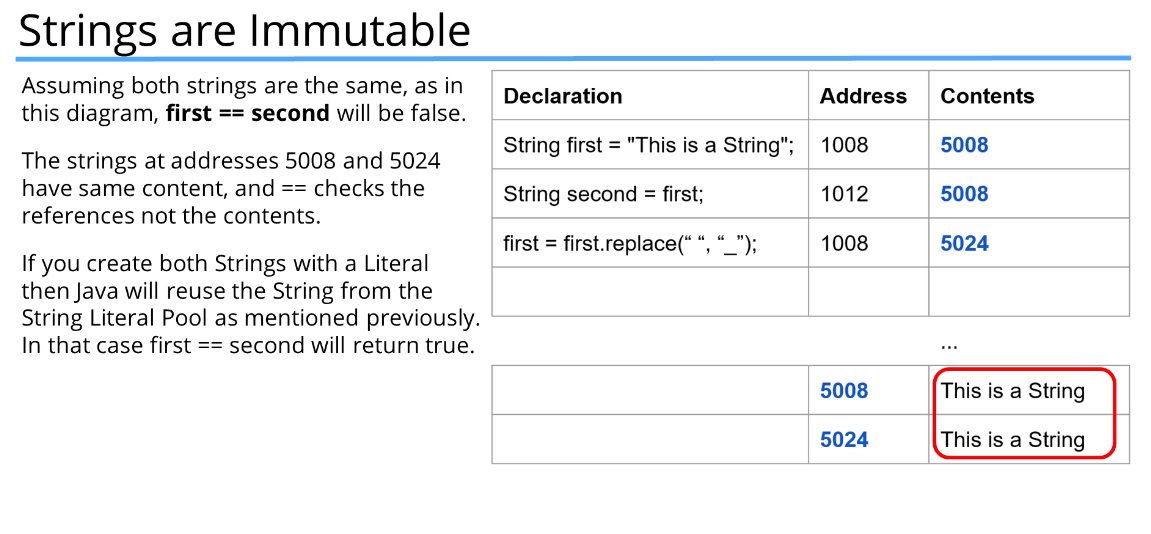 Strings are Immutable
Assuming both strings are the same, as in
this diagram, first == second will be false.
The strings at addresses 5008 and 5024
have same content, and == checks the
references not the contents.
If you create both Strings with a Literal
then Java will reuse the String from the
String Literal Pool as mentioned previously.
In that case first == second will return true.
Declaration Address Contents
String first = "This is a String"; 1008 5008
String second = first; 1012 5008
first = first.replace(“ “, “_”); 1008 5024
...
5008 This is a String
5024 This is a String